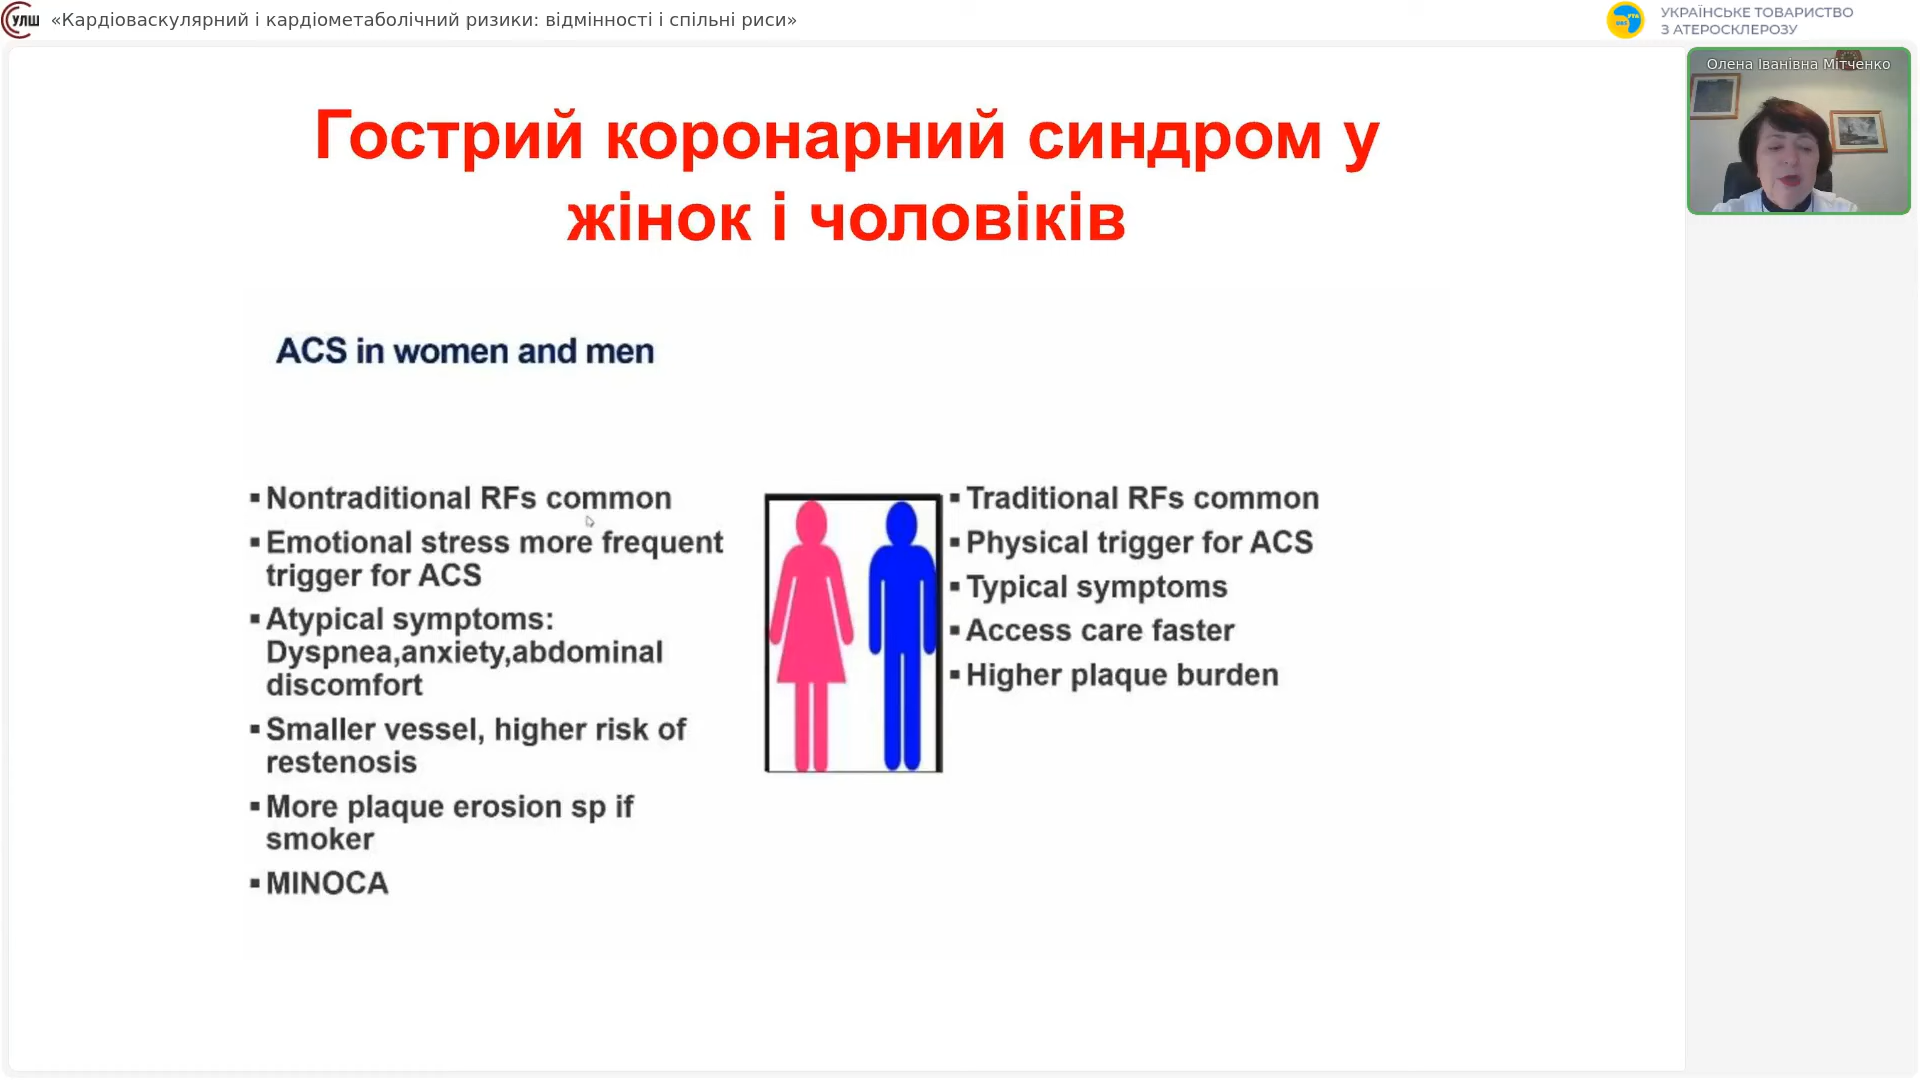 УЛШ «Кардіоваскулярний і кардіометаболічний ризики: відмінності і спільні риси»
УКРАЇНСЬКЕ ТОВАРИСТВО
З АТЕРОСКЛЕРОЗУ
Олена Іванівна Мітченко
Гострий коронарний синдром у
жінок і чоловіків
ACS in women and men
▪Nontraditional RFs common
▪Emotional stress more frequent
trigger for ACS
▪Atypical symptoms:
Dyspnea,anxiety,abdominal
discomfort
▪Smaller vessel, higher risk of
restenosis
▪More plaque erosion sp if
smoker
▪MINOCA
▪Traditional RFs common
▪Physical trigger for ACS
▪Typical symptoms
▪Access care faster
▪Higher plaque burden